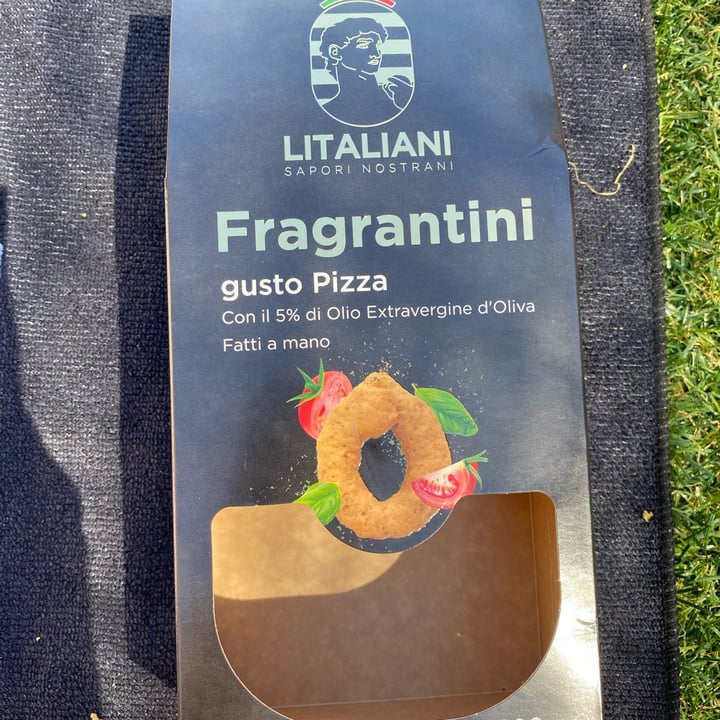 LITALIANI
SAPORI NOSTRANI
Fragrantini
gusto Pizza
Con il 5% di Olio Extravergine d'Oliva
Fatti a mano